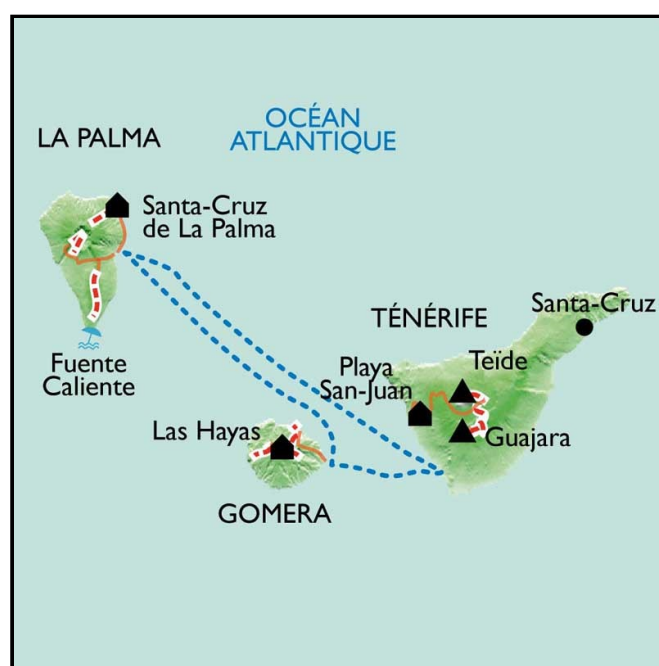 OCÉAN
ATLANTIQUE
LA PALMA
Santa-Cruz
de La Palma
Santa-Cruz
TÉNÉRIFE
Fuente
Caliente
Playa
San-Juan
Teïde
Las Hayas
Guajara
GOMERA